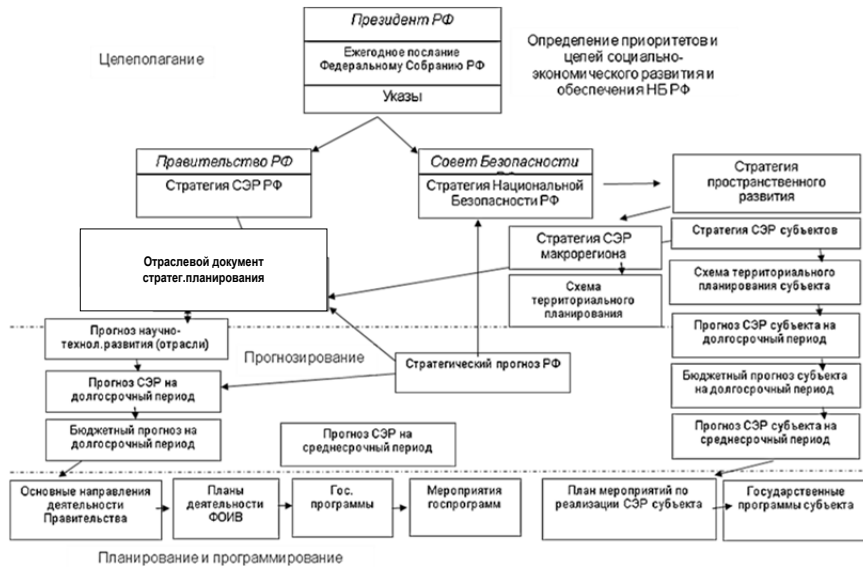 Президент РФ
Целеполагание
Ежегодное послание
Федеральному Собранию РФ
Указы
Определение приоритетов и
целей социально-
экономического развития и
обеспечения НБ РФ
Правительство РФ
Стратегия СЭР РФ
Совет Безопасности
Стратегия Национальной
Безопасности РФ
Стратегия
пространственного
развития
Отраслевой документ
стратег.планирования
Стратегия СЭР
макрорегиона
Стратегия СЭР субъектов
Схема
территориального
планирования
Схема территориального
планирования субъекта
Прогноз научно-
технол.развития (отрасли)
Прогнозирование
Стратегический прогноз РФ
Прогноз СЭР субъекта на
долгосрочный период
Прогноз СЭР на
долгосрочный период
Бюджетный прогноз субъекта
на долгосрочный период
Бюджетный прогноз на
долгосрочный период
Прогноз СЭР на
среднесрочный период
Прогноз СЭР субъекта на
среднесрочный период
Основные направления
деятельности
Правительства
Планы
деятельности
ФОИВ
Гос.
программы
Мероприятия
госпрограмм
План мероприятий по
реализации СЭР субъекта
Государственные
программы субъекта
Планирование и программирование